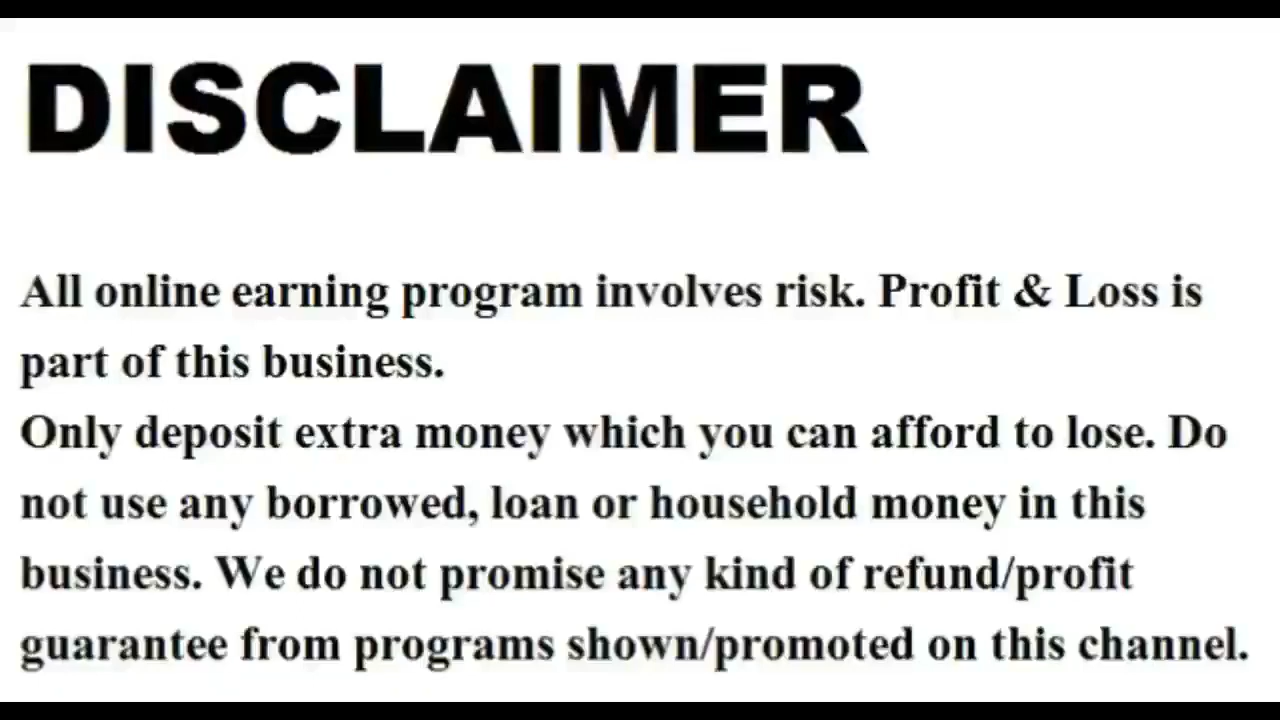 DISCLAIMER
All online earning program involves risk. Profit & Loss is
part of this business.
Only deposit extra money which you can afford to lose. Do
not use any borrowed, loan or household money in this
business. We do not promise any kind of refund/profit
guarantee from programs shown/promoted on this channel.